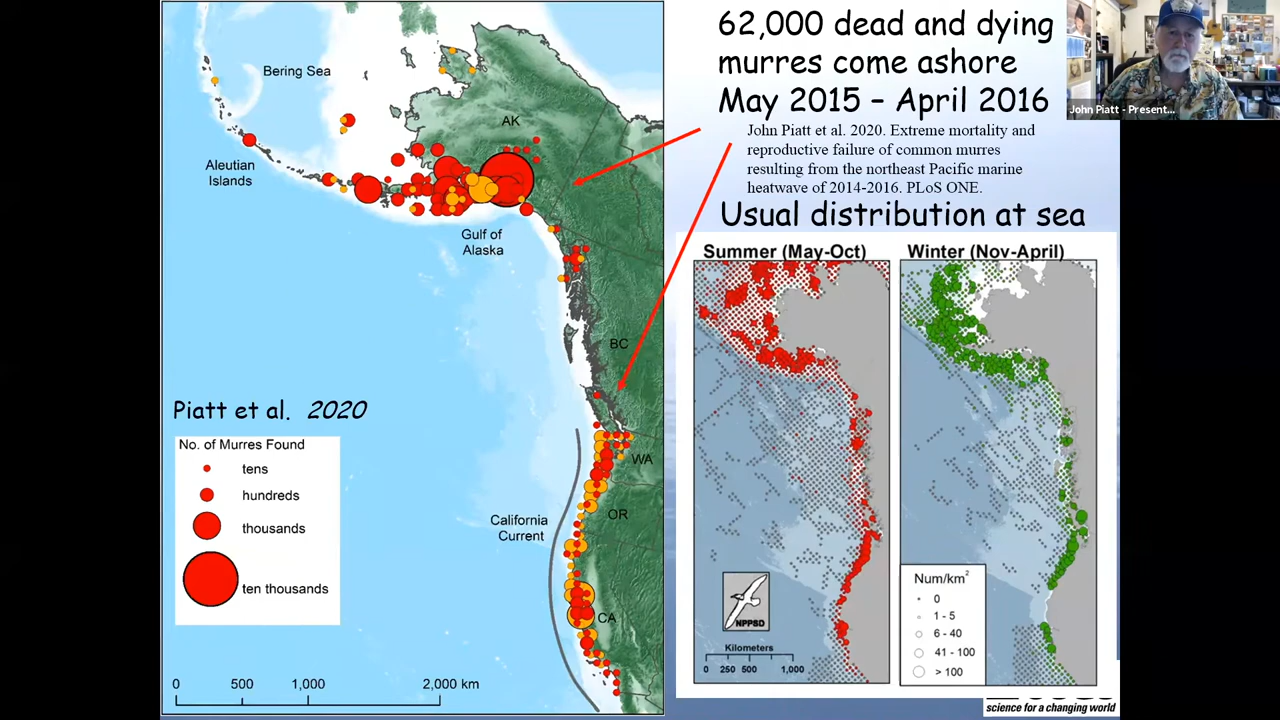 62,000 dead and dying
murres come ashore
May 2015 – April 2016
John Piatt et al. 2020. Extreme mortality and
reproductive failure of common murres
resulting from the northeast Pacific marine
heatwave of 2014-2016. PLoS ONE.
Usual distribution at sea
John Piatt - Present...
Bering Sea
AK
Aleutian
Islands
Gulf of
Alaska
BC
Piatt et al. 2020
No. of Murres Found
tens
hundreds
thousands
ten thousands
WA
OR
California
Current
CA
0 500 1,000 2,000 km
Summer (May-Oct)
Winter (Nov-April)
NPPSD
Kilometers
0 250 500 1,000
Num/km²
0
1 - 5
6 - 40
41 - 100
> 100
science for a changing world